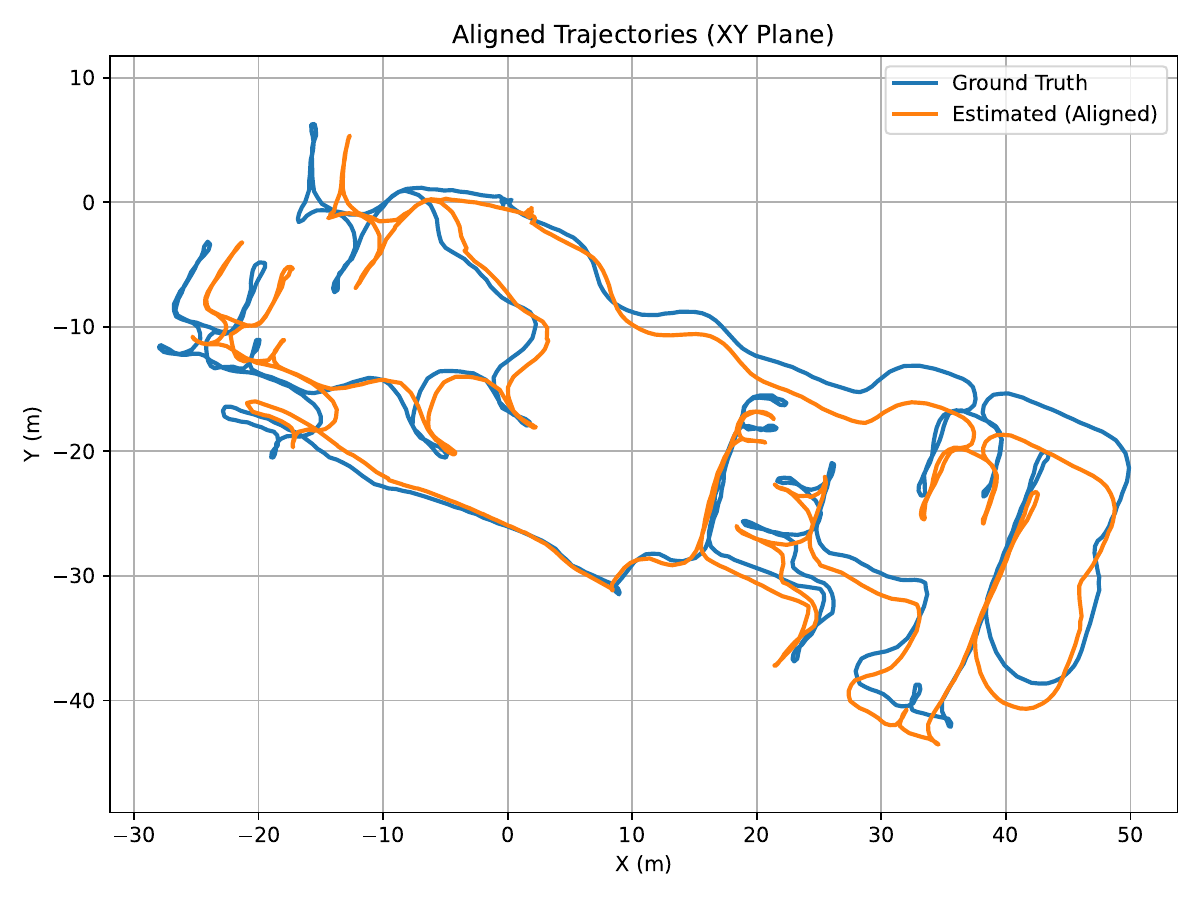 Aligned Trajectories (XY Plane)
Ground Truth
Estimated (Aligned)
10
0
−10
−20
−30
−40
Y (m)
−30 −20 −10 0 10 20 30 40 50
X (m)